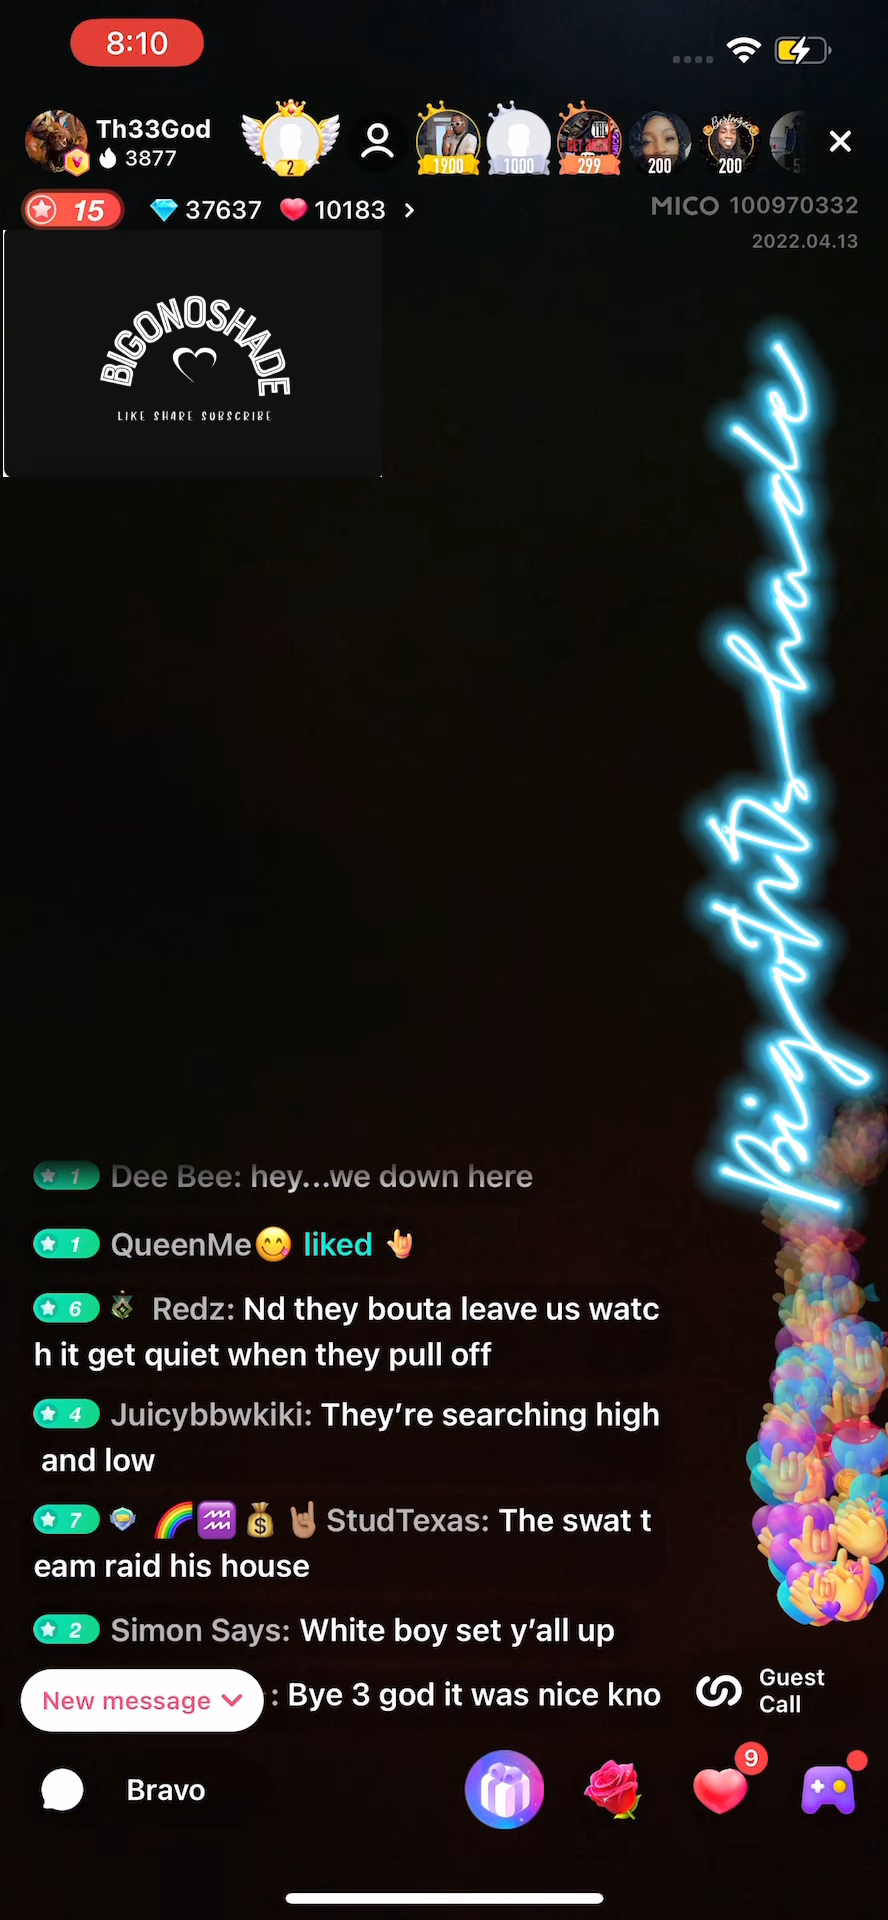 8:10
Th33God
3877
2
1900
1000
299
200
200
15
37637
10183
MICO 100970332
2022.04.13
BIGONOSHADE
LIKE SHARE SUBSCRIBE
Dee Bee: hey...we down here
QueenMe😋 liked 🤟
6 Redz: Nd they bouta leave us watc
h it get quiet when they pull off
4 Juicybbwkiki: They’re searching high
and low
7 🌈♒💰🤘🏽 StudTexas: The swat t
eam raid his house
2 Simon Says: White boy set y’all up
New message
: Bye 3 god it was nice kno
Guest
Call
Bravo
9